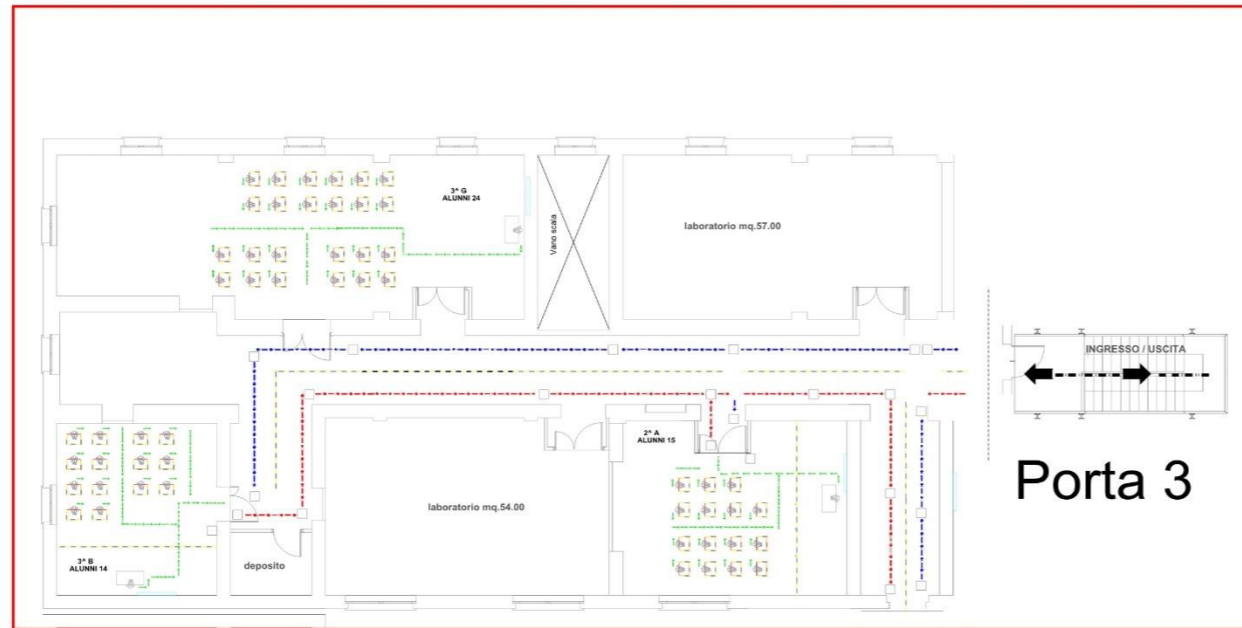 3^ G
ALUNNI 24
Vano scala
laboratorio mq.57.00
INGRESSO / USCITA
2^ A
ALUNNI 15
Porta 3
laboratorio mq.54.00
3^ B
ALUNNI 14
deposito